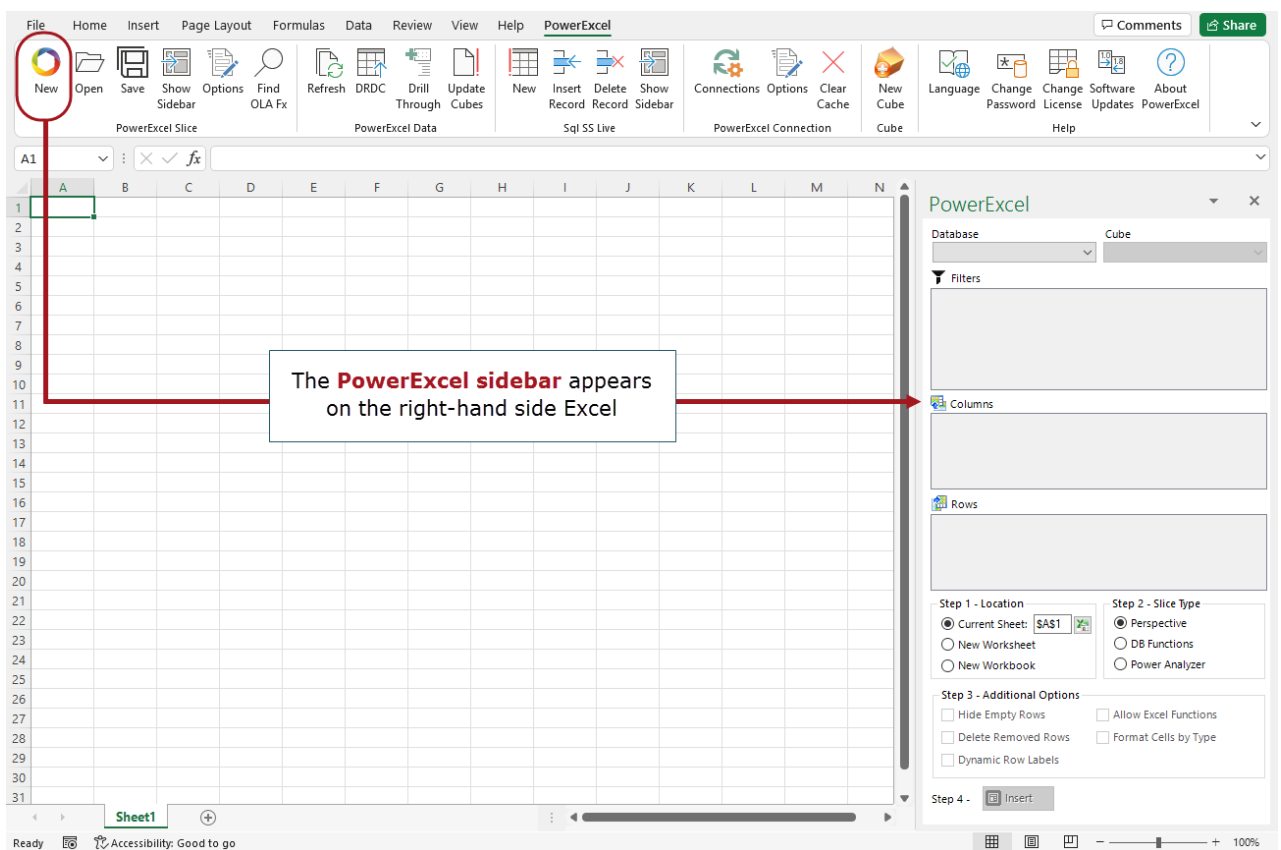 File Home Insert Page Layout Formulas Data Review View Help PowerExcel Comments Share
New Open Save Show Sidebar Options Find OLA Fx
PowerExcel Slice
Refresh DRDC Drill Through Update Cubes
PowerExcel Data
New Insert Record Delete Record Show Sidebar
Sql SS Live
Connections Options Clear Cache
PowerExcel Connection
New Cube
Cube
Language Change Password Change License Software Updates About PowerExcel
Help
A1 fx
A B C D E F G H I J K L M N
1
2
3
4
5
6
7
8
9
10
11
12
13
14
15
16
17
18
19
20
21
22
23
24
25
26
27
28
29
30
31
The PowerExcel sidebar appears
on the right-hand side Excel
PowerExcel
Database Cube
Filters
Columns
Rows
Step 1 - Location
Current Sheet: $A$1
New Worksheet
New Workbook
Step 2 - Slice Type
Perspective
DB Functions
Power Analyzer
Step 3 - Additional Options
Hide Empty Rows Allow Excel Functions
Delete Removed Rows Format Cells by Type
Dynamic Row Labels
Step 4 - Insert
Sheet1
Ready Accessibility: Good to go 100%